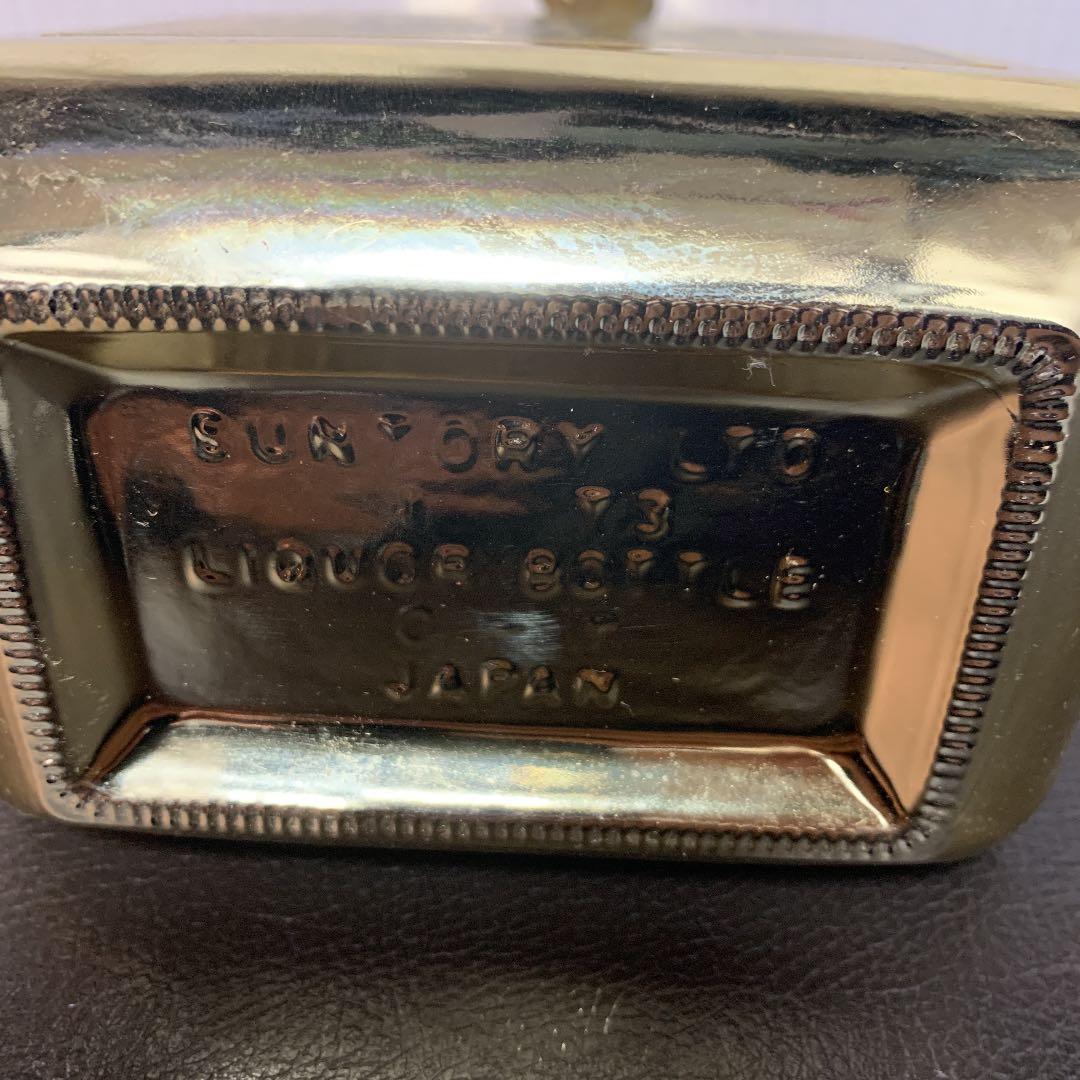 SUNTORY LTD
73
LIQUOR BOTTLE
JAPAN